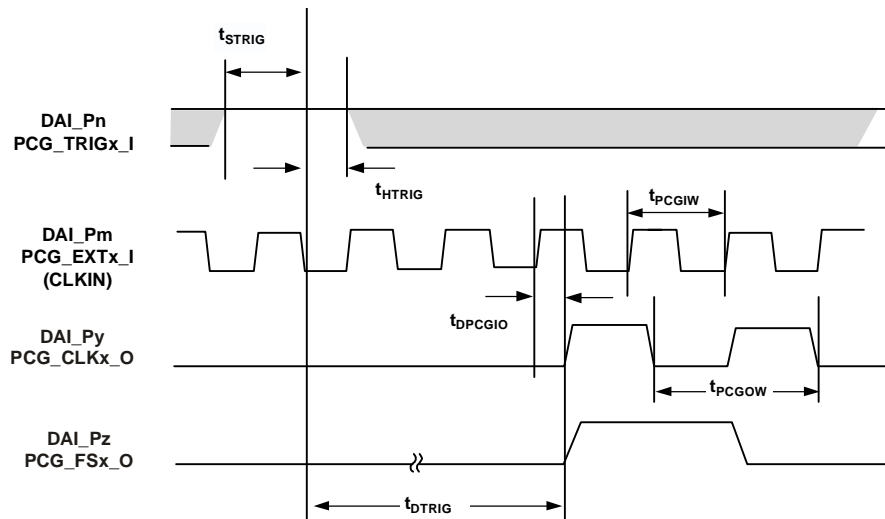 tSTRIG
DAI_Pn
PCG_TRIGx_I
tHTRIG
tPCGIW
DAI_Pm
PCG_EXTx_I
(CLKIN)
tDPCGIO
DAI_Py
PCG_CLKx_O
tPCGOW
DAI_Pz
PCG_FSx_O
tDTRIG